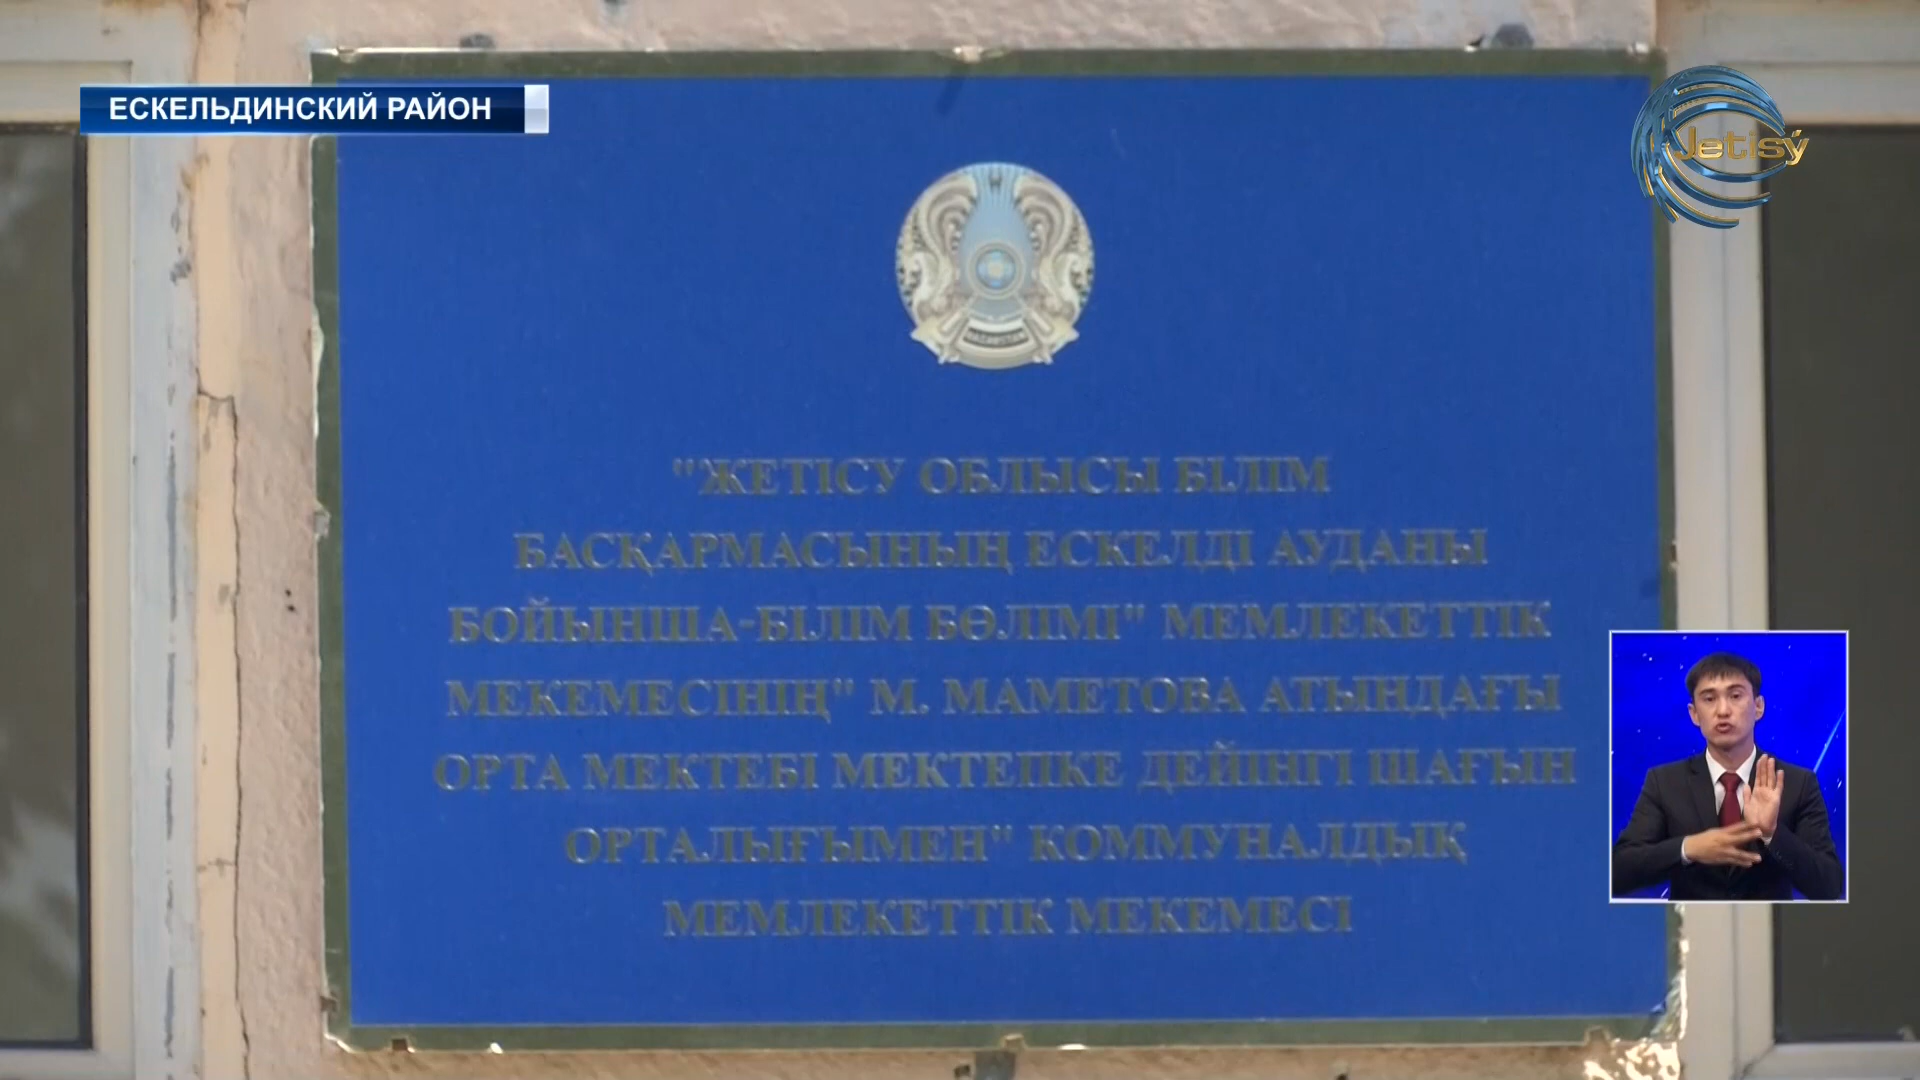 ЕСКЕЛЬДИНСКИЙ РАЙОН
Jetisý
"ЖЕТІСУ ОБЛЫСЫ БІЛІМ
БАСҚАРМАСЫНЫҢ ЕСКЕЛДІ АУДАНЫ
БОЙЫНША-БІЛІМ БӨЛІМІ" МЕМЛЕКЕТТІК
МЕКЕМЕСІНІҢ" М. МАМЕТОВА АТЫНДАҒЫ
ОРТА МЕКТЕБІ МЕКТЕПКЕ ДЕЙІНГІ ШАҒЫН
ОРТАЛЫҒЫМЕН" КОММУНАЛДЫҚ
МЕМЛЕКЕТТІК МЕКЕМЕСІ